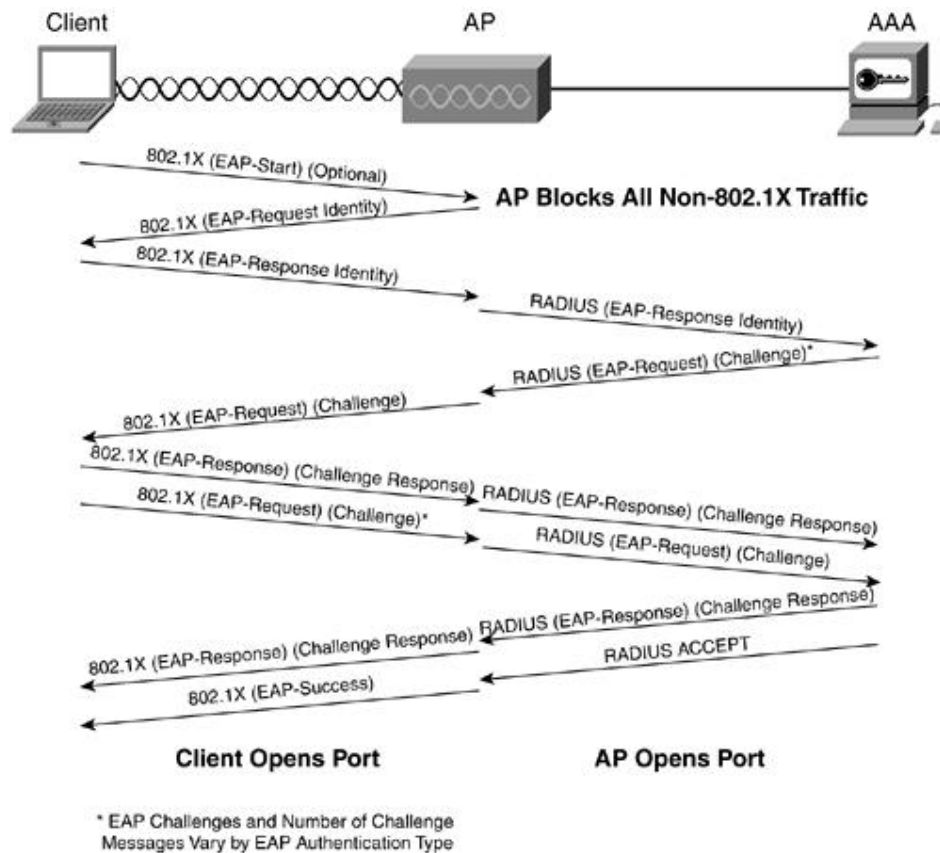 Client
AP
AAA
802.1X (EAP-Start) (Optional)
AP Blocks All Non-802.1X Traffic
802.1X (EAP-Request Identity)
802.1X (EAP-Response Identity)
RADIUS (EAP-Response Identity)
RADIUS (EAP-Request) (Challenge)*
802.1X (EAP-Request) (Challenge)
802.1X (EAP-Response) (Challenge Response)
RADIUS (EAP-Response) (Challenge Response)
802.1X (EAP-Request) (Challenge)*
RADIUS (EAP-Request) (Challenge)
RADIUS (EAP-Response) (Challenge Response)
802.1X (EAP-Response) (Challenge Response)
RADIUS ACCEPT
802.1X (EAP-Success)
Client Opens Port
AP Opens Port
* EAP Challenges and Number of Challenge
Messages Vary by EAP Authentication Type